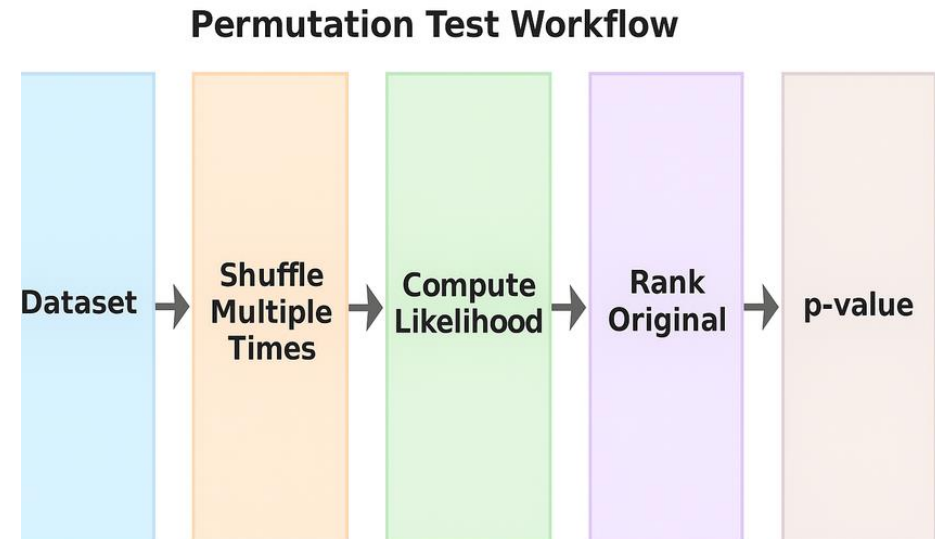 Permutation Test Workflow
Dataset
Shuffle
Multiple
Times
Compute
Likelihood
Rank
Original
p-value